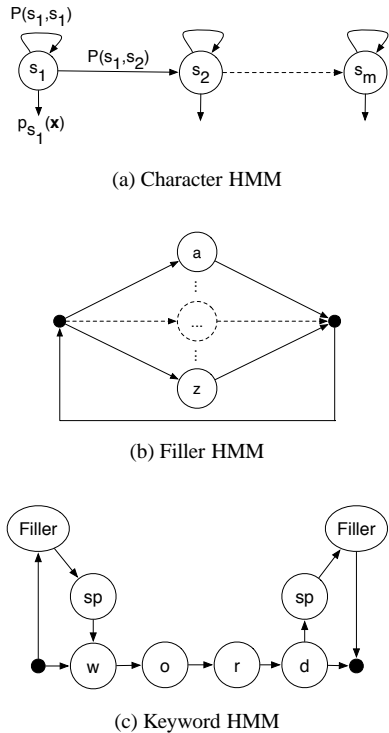 P(s₁,s₁)
s₁ P(s₁,s₂) s₂ sₘ
pₛ₁(x)
(a) Character HMM
a
...
z
(b) Filler HMM
Filler Filler
sp sp
w o r d
(c) Keyword HMM